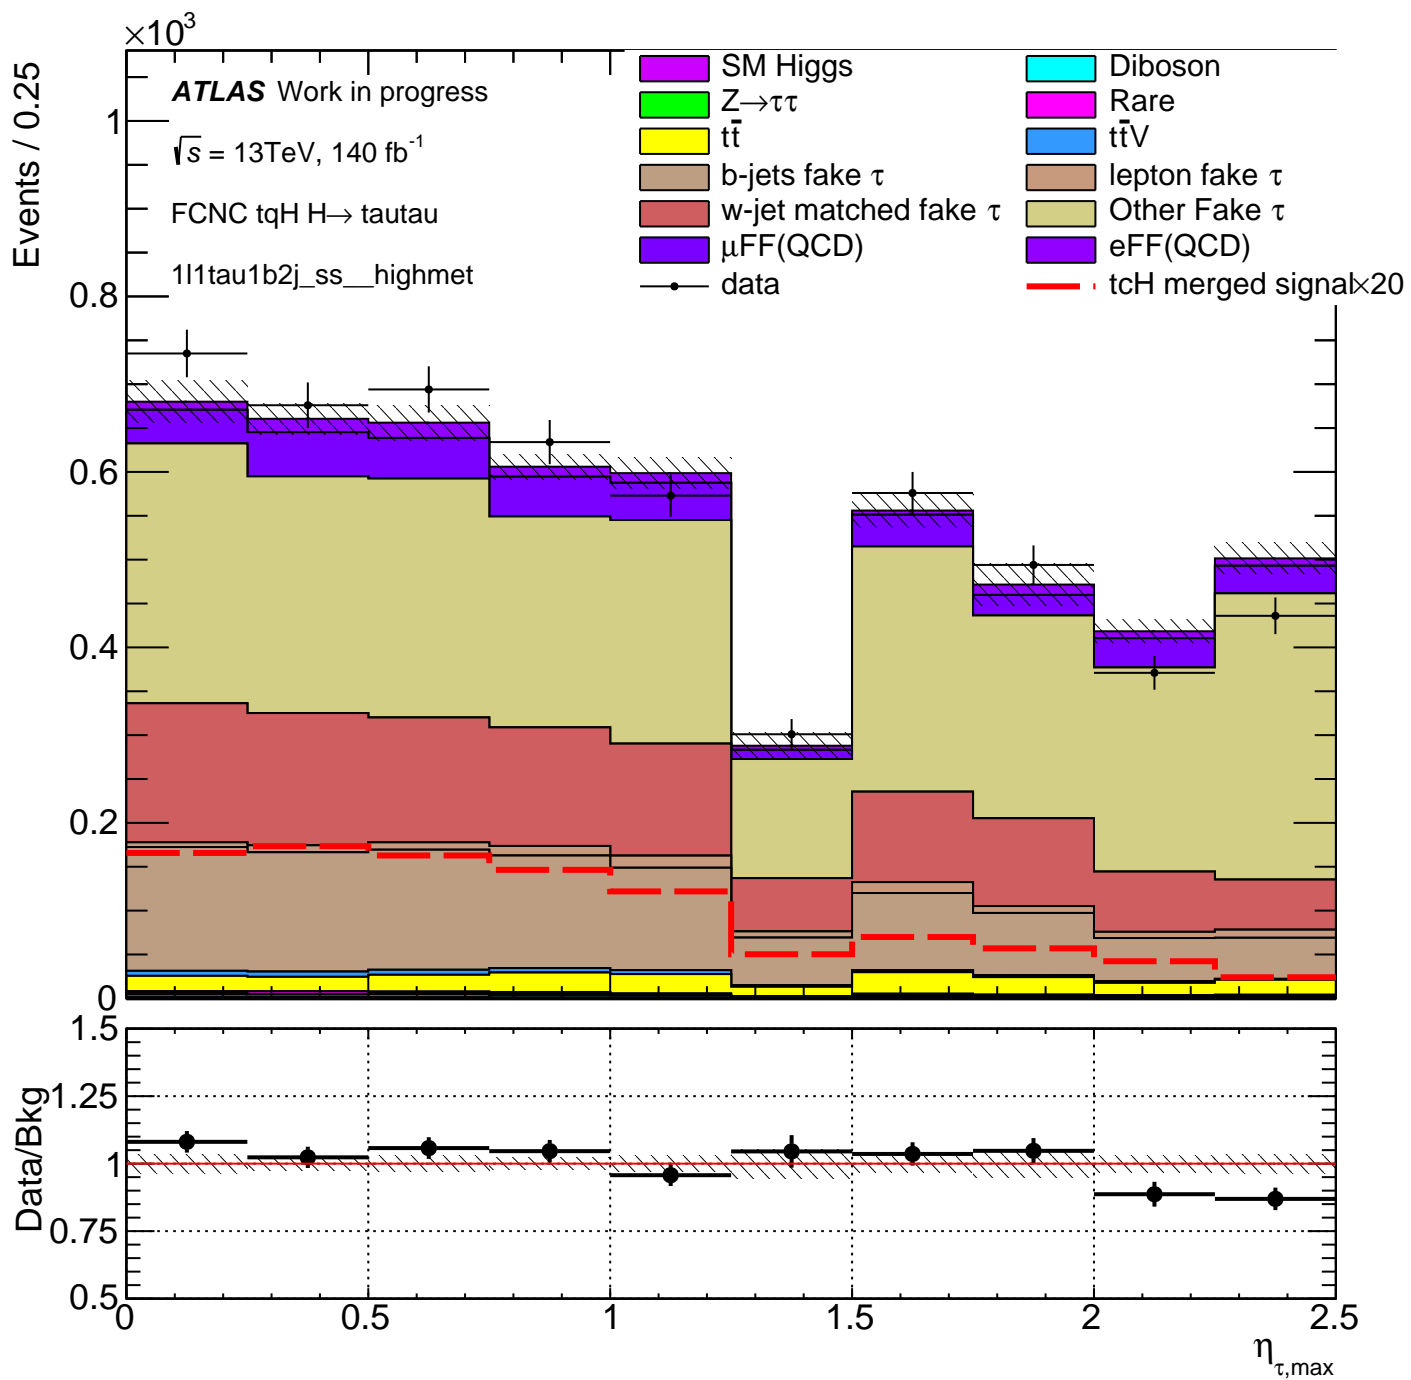 ×10³
Events / 0.25
ATLAS Work in progress
√s = 13TeV, 140 fb⁻¹
FCNC tqH H→ tautau
1l1tau1b2j_ss__highmet
SM Higgs
Diboson
Z→ττ
Rare
tt̄
tt̄V
b-jets fake τ
lepton fake τ
w-jet matched fake τ
Other Fake τ
μFF(QCD)
eFF(QCD)
data
tcH merged signal×20
1
0.8
0.6
0.4
0.2
0
Data/Bkg
1.5
1.25
1
0.75
0.5
0 0.5 1 1.5 2 2.5
η_τ,max